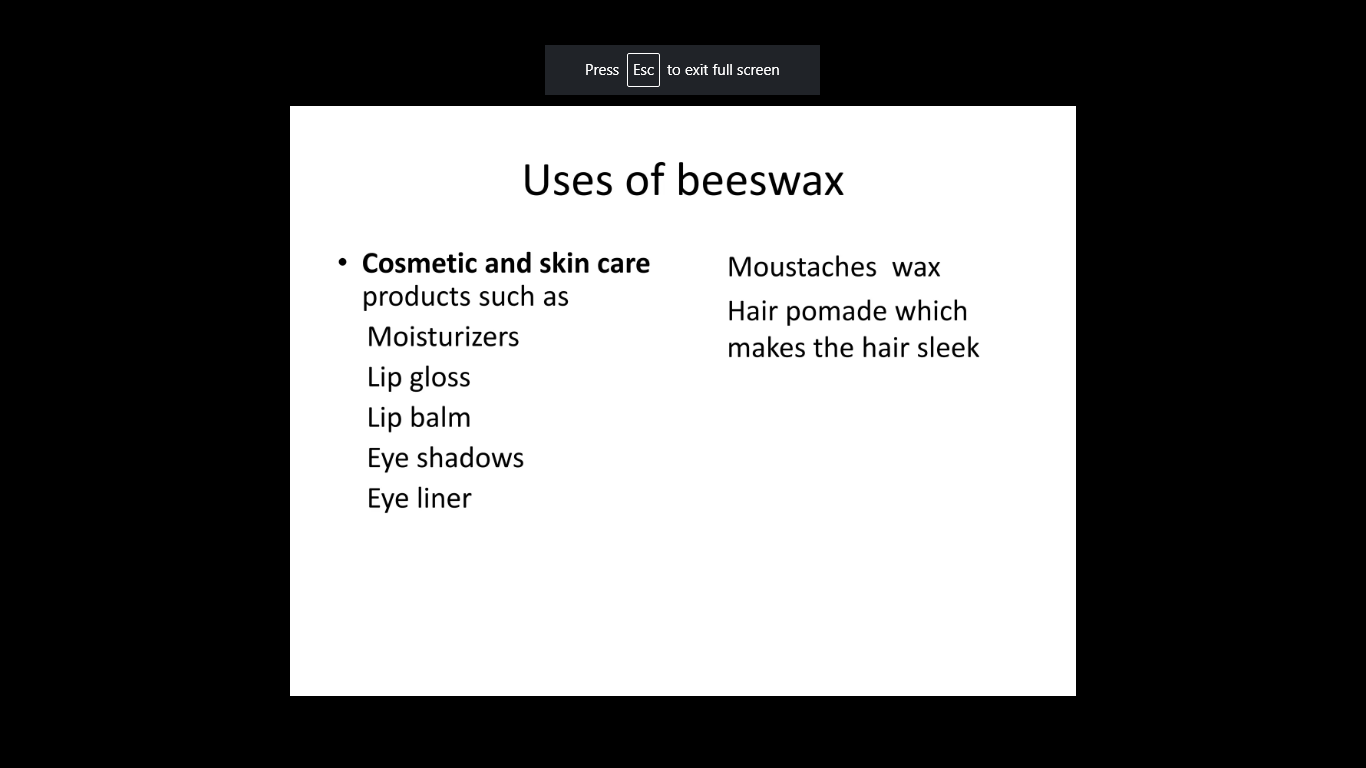 Press Esc to exit full screen
Uses of beeswax
• Cosmetic and skin care
products such as
Moisturizers
Lip gloss
Lip balm
Eye shadows
Eye liner
Moustaches  wax
Hair pomade which
makes the hair sleek